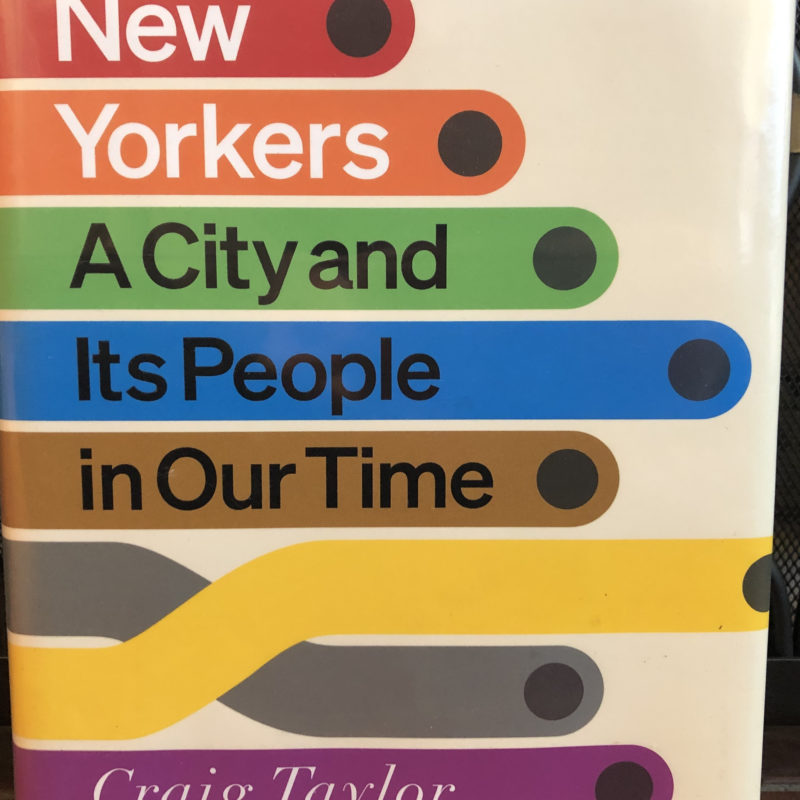 New
Yorkers
A City and
Its People
in Our Time
Craig Taylor